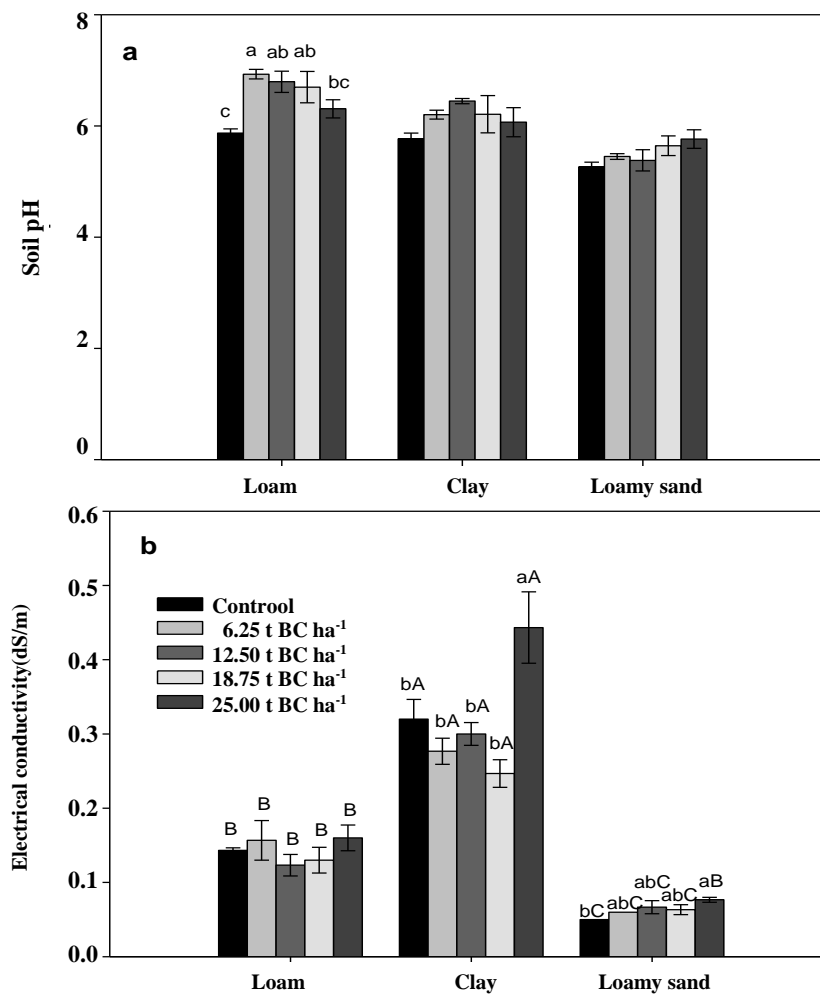 8
a
a
ab ab
bc
c
6
4
2
0
Soil pH
Loam Clay Loamy sand
0.6
b
0.5
aA
Controol
6.25 t BC ha-1
12.50 t BC ha-1
18.75 t BC ha-1
25.00 t BC ha-1
0.4
bA
bA
bA
bA
0.3
0.2
B
B
B
B
B
0.1
bC
abC
abC
abC
aB
0.0
Electrical conductivity(dS/m)
Loam Clay Loamy sand